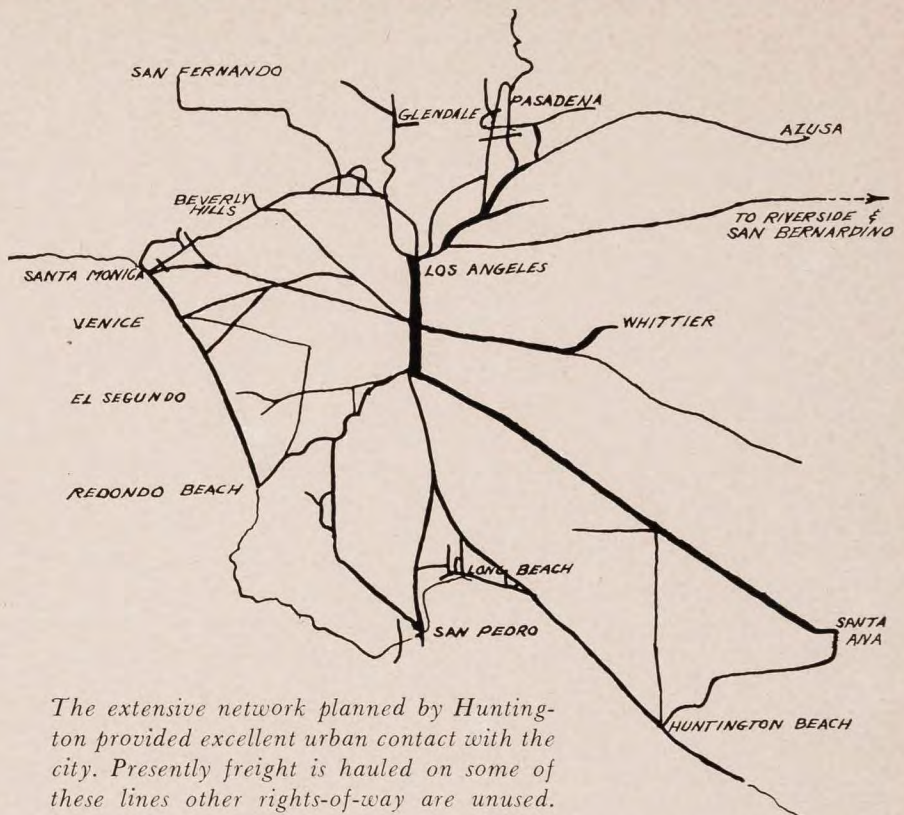 SAN FERNANDO
GLENDALE
PASADENA
AZUSA
BEVERLY
HILLS
TO RIVERSIDE &
SAN BERNARDINO
LOS ANGELES
SANTA MONICA
VENICE
WHITTIER
EL SEGUNDO
REDONDO BEACH
LONG BEACH
SAN PEDRO
SANTA
ANA
HUNTINGTON BEACH
The extensive network planned by Hunting-
ton provided excellent urban contact with the
city. Presently freight is hauled on some of
these lines other rights-of-way are unused.